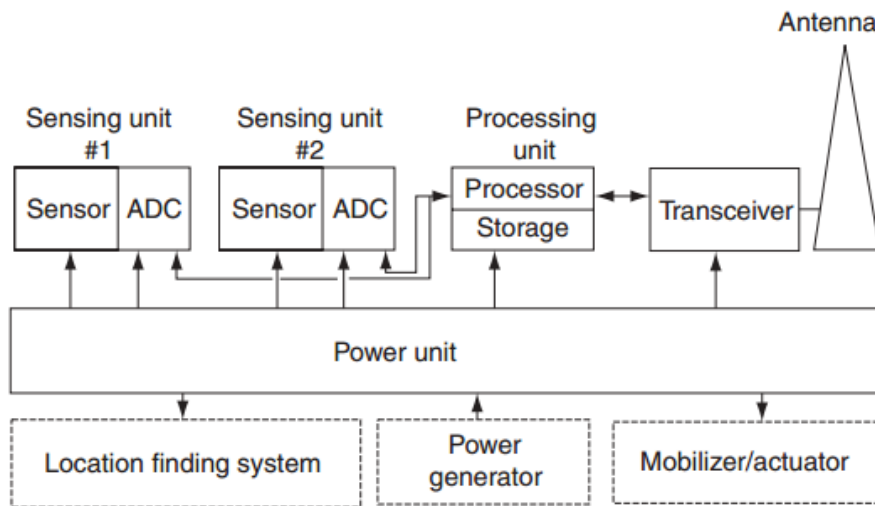 Antenna
Sensing unit
#1
Sensing unit
#2
Processing
unit
Sensor
ADC
Sensor
ADC
Processor
Storage
Transceiver
Power unit
Location finding system
Power
generator
Mobilizer/actuator